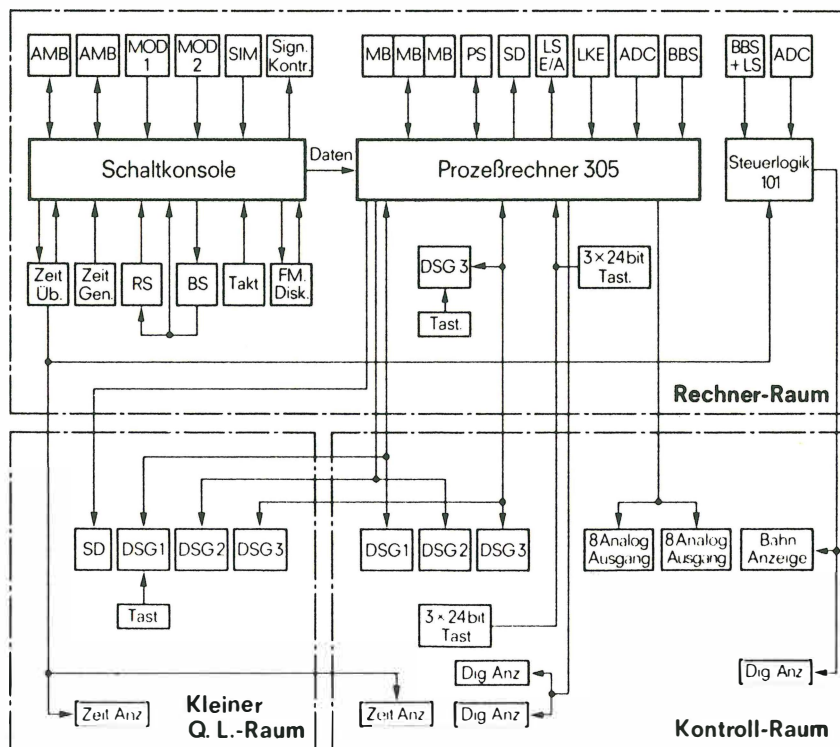 AMB
AMB
MOD
1
MOD
2
SIM
Sign.
Kontr.
MB
MB
MB
PS
SD
LS
E/A
LKE
ADC
BBS
BBS
+ LS
ADC
Schaltkonsole
Daten
Prozeßrechner 305
Steuerlogik
101
Zeit
Üb.
Zeit
Gen.
RS
BS
Takt
FM.
Disk.
DSG 3
Tast.
3 × 24 bit
Tast.
Rechner-Raum
SD
DSG 1
DSG 2
DSG 3
Tast
DSG 1
DSG 2
DSG 3
8 Analog
Ausgang
8 Analog
Ausgang
Bahn
Anzeige
3 × 24 bit
Tast
Zeit Anz
Kleiner
Q. L.-Raum
Zeit Anz
Dig Anz
Dig Anz
Dig Anz
Kontroll-Raum